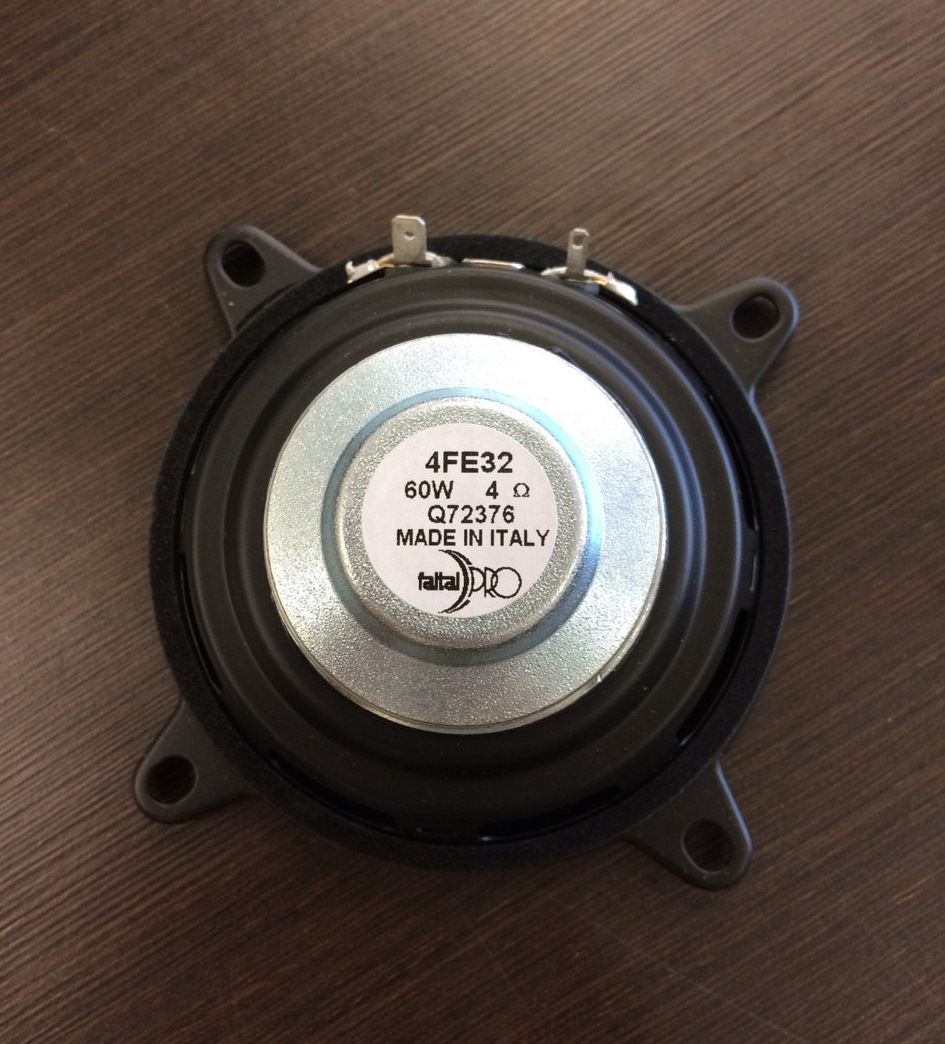 4FE32
60W 4 Ω
Q72376
MADE IN ITALY
faital PRO